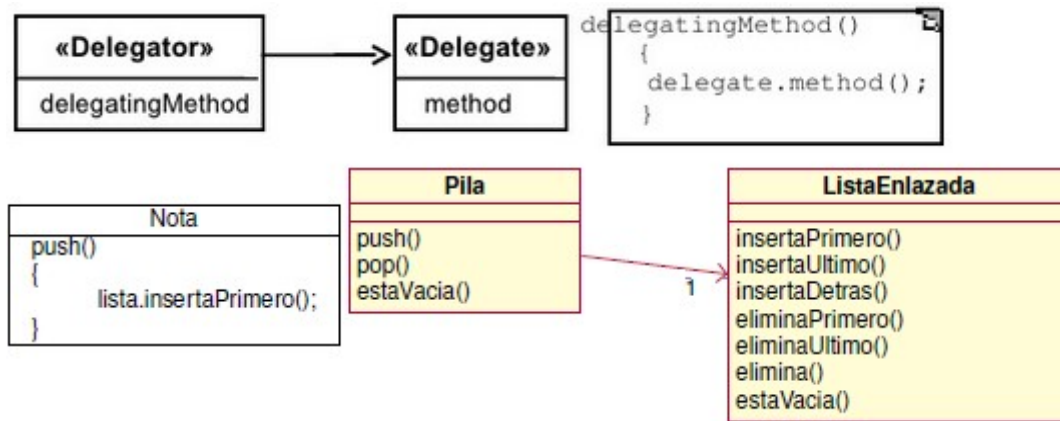 «Delegator»
delegatingMethod
«Delegate»
method
delegatingMethod()
{
delegate.method();
}
Nota
push()
{
lista.insertaPrimero();
}
Pila
push()
pop()
estaVacia()
1
ListaEnlazada
insertaPrimero()
insertaUltimo()
insertaDetras()
eliminaPrimero()
eliminaUltimo()
elimina()
estaVacia()